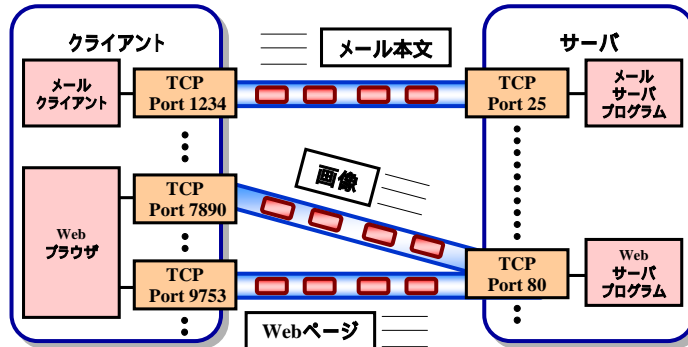 クライアント
メール本文
サーバ
メール
クライアント
TCP
Port 1234
TCP
Port 25
メール
サーバ
プログラム
画像
Web
ブラウザ
TCP
Port 7890
TCP
Port 9753
TCP
Port 80
Web
サーバ
プログラム
Webページ